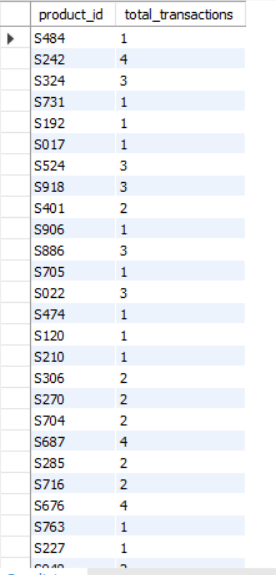 product_id total_transactions
S484 1
S242 4
S324 3
S731 1
S192 1
S017 1
S524 3
S918 3
S401 2
S906 1
S886 3
S705 1
S022 3
S474 1
S120 1
S210 1
S306 2
S270 2
S704 2
S687 4
S285 2
S716 2
S676 4
S763 1
S227 1